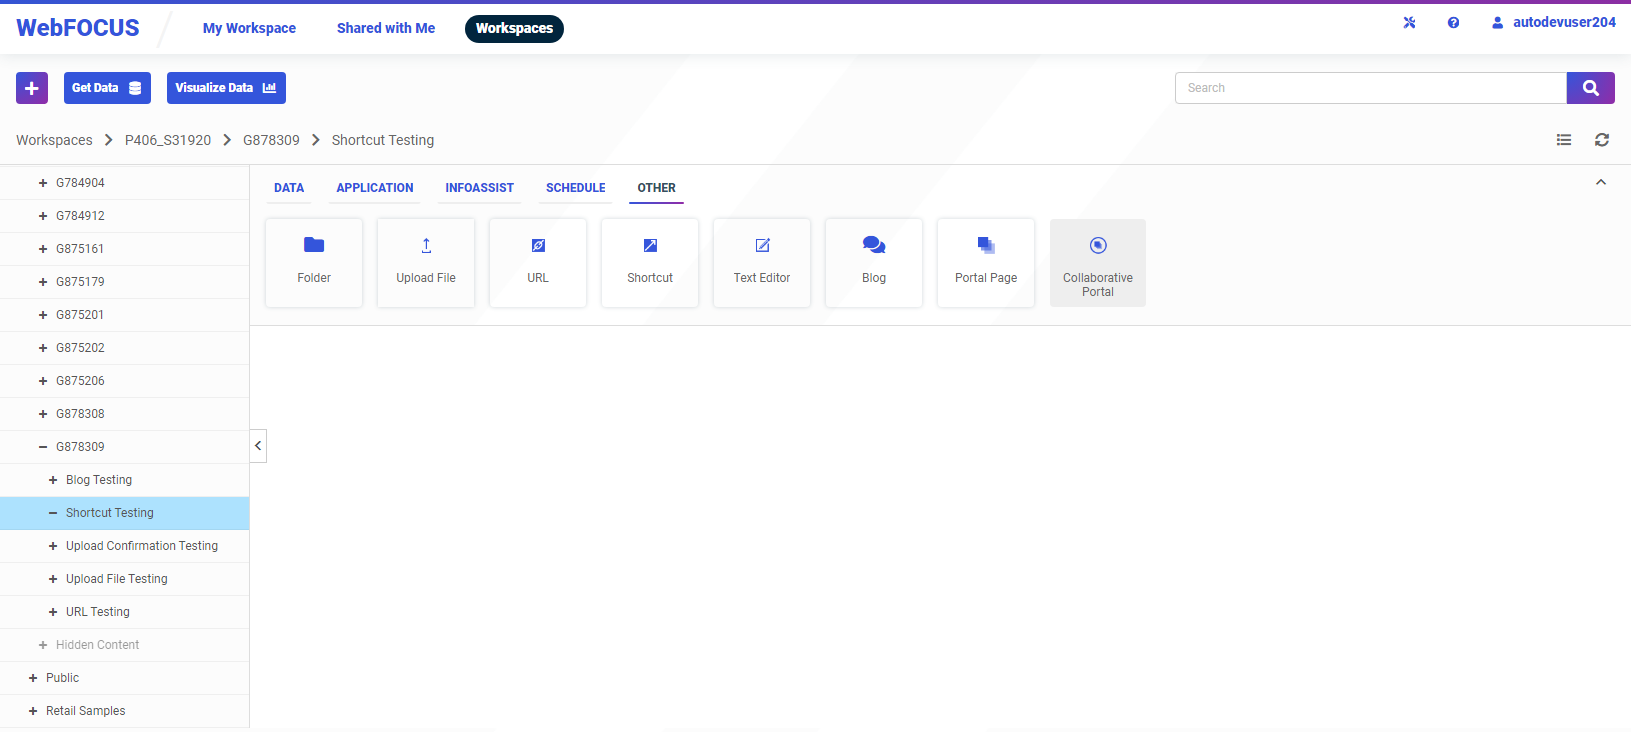 WebFOCUS
My Workspace
Shared with Me
Workspaces
autodevuser204
Get Data
Visualize Data
Search
Workspaces > P406_S31920 > G878309 > Shortcut Testing
G784904
G784912
G875161
G875179
G875201
G875202
G875206
G878308
G878309
Blog Testing
Shortcut Testing
Upload Confirmation Testing
Upload File Testing
URL Testing
Hidden Content
Public
Retail Samples
DATA
APPLICATION
INFOASSIST
SCHEDULE
OTHER
Folder
Upload File
URL
Shortcut
Text Editor
Blog
Portal Page
Collaborative
Portal